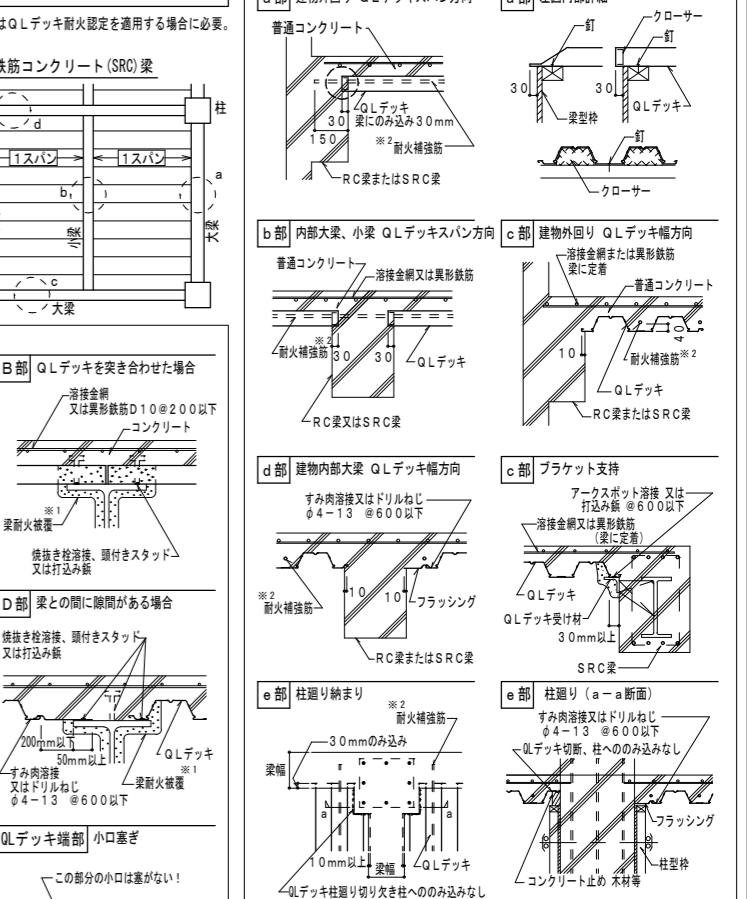 はQLデッキ耐火認定を適用する場合に必要。
鉄筋コンクリート(SRC)梁
柱
d
1スパン
1スパン
a
b
小梁
大梁
c
大梁
B部 QLデッキを突き合わせた場合
溶接金網
又は異形鉄筋D10@200以下
コンクリート
※1
梁耐火被覆
焼抜き栓溶接、頭付きスタッド
又は打込み鋲
D部 梁との間に隙間がある場合
焼抜き栓溶接、頭付きスタッド
又は打込み鋲
200mm以下
50mm以上
QLデッキ
すみ肉溶接
又はドリルねじ
φ4-13 @600以下
※1
梁耐火被覆
QLデッキ端部 小口塞ぎ
この部分の小口は塞がない!
普通コンクリート
30
150
QLデッキ
梁にのみ込み30mm
※2
耐火補強筋
RC梁またはSRC梁
クローサー
釘
釘
30
30
QLデッキ
梁型枠
釘
クローサー
b部 内部大梁、小梁 QLデッキスパン方向
普通コンクリート
溶接金網又は異形鉄筋
※2
耐火補強筋
30
30
QLデッキ
RC梁又はSRC梁
c部 建物外回り QLデッキ幅方向
溶接金網または異形鉄筋
梁に定着
普通コンクリート
10
40
耐火補強筋※2
QLデッキ
RC梁またはSRC梁
d部 建物内部大梁 QLデッキ幅方向
すみ肉溶接又はドリルねじ
φ4-13 @600以下
※2
耐火補強筋
10
10
フラッシング
RC梁またはSRC梁
c部 ブラケット支持
アークスポット溶接 又は
打込み鋲 @600以下
溶接金網又は異形鉄筋
(梁に定着)
QLデッキ
QLデッキ受け材
30mm以上
SRC梁
e部 柱廻り納まり
※2
耐火補強筋
30mmのみ込み
梁幅
a
a
10mm以上
梁幅
QLデッキ
QLデッキ柱廻り切り欠き柱へののみ込みなし
e部 柱廻り(a-a断面)
すみ肉溶接又はドリルねじ
φ4-13 @600以下
QLデッキ切断、柱へののみ込みなし
フラッシング
柱型枠
コンクリート止め 木材等